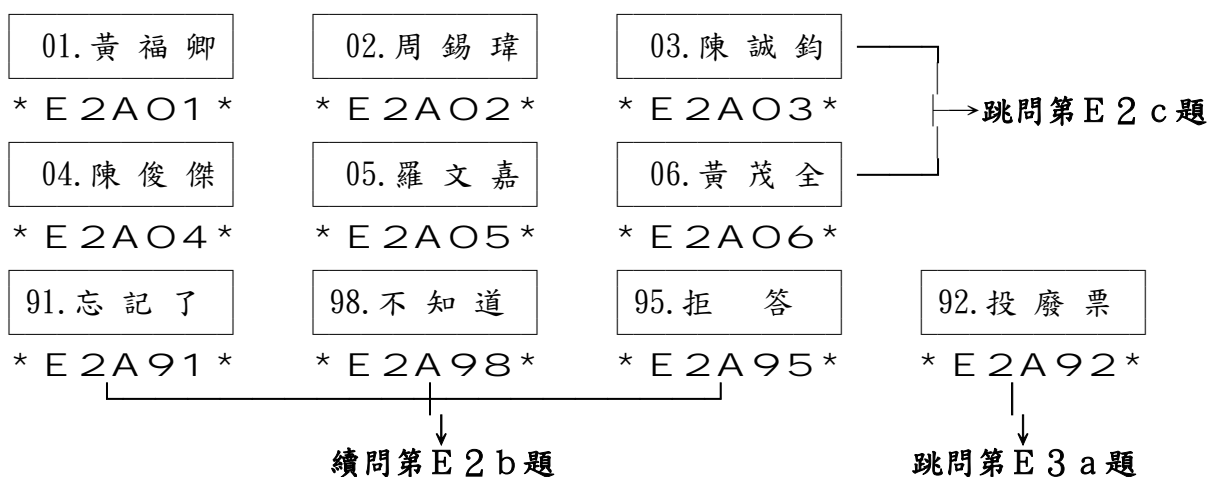 01.黃福卿 02.周錫瑋 03.陳誠鈞
*E2A01* *E2A02* *E2A03* 跳問第E2c題
04.陳俊傑 05.羅文嘉 06.黃茂全
*E2A04* *E2A05* *E2A06*
91.忘記了 98.不知道 95.拒 答 92.投廢票
*E2A91* *E2A98* *E2A95* *E2A92*
續問第E2b題 跳問第E3a題